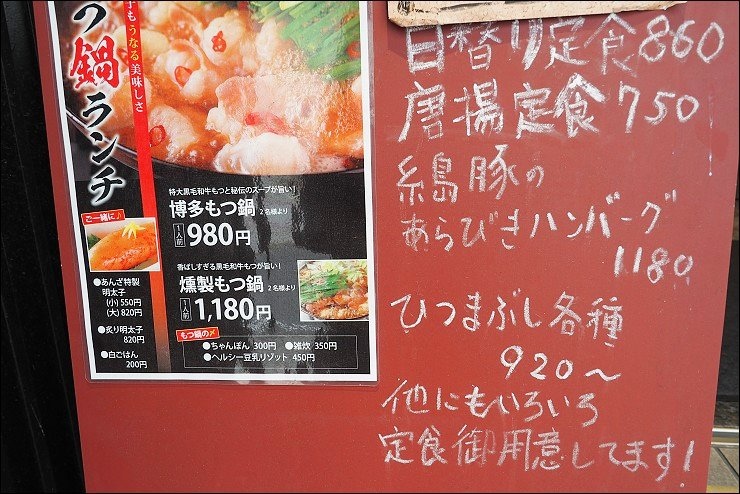 もつ鍋ランチ
もうなる美味しさ
特大黒毛和牛もつと秘伝のスープが旨い!
博多もつ鍋 2名様より
1人前 980円
ご一緒に♪
香ばしすぎる黒毛和牛もつが旨い!
燻製もつ鍋 2名様より
1人前 1,180円
●あんざ特製
明太子
(小) 550円
(大) 820円
●炙り明太子
820円
●白ごはん
200円
もつ鍋の〆
●ちゃんぽん 300円 ●雑炊 350円
●ヘルシー豆乳リゾット 450円
日替り定食860
唐揚定食750
糸島豚の
あらびきハンバーグ
1180
ひつまぶし各種
920〜
他にもいろいろ
定食御用意してます!